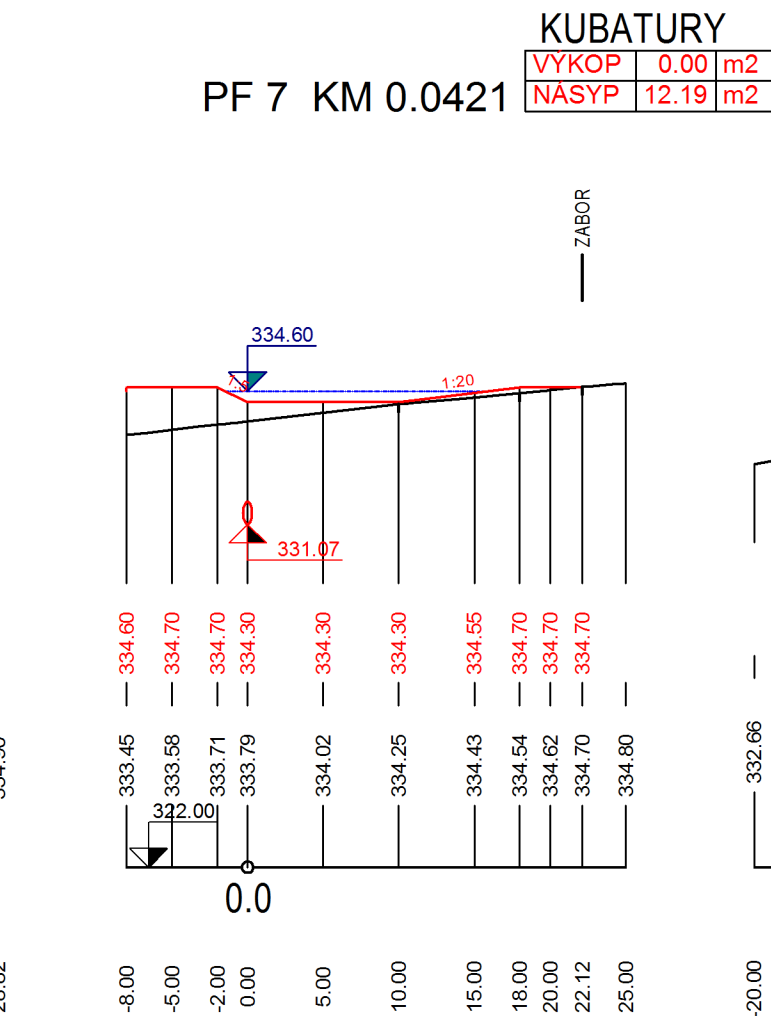 KUBATURY
VÝKOP 0.00 m2
NÁSYP 12.19 m2
PF 7 KM 0.0421
ZABOR
334.60
1:20
331.07
334.60 334.70 334.70 334.30 334.30 334.30 334.55 334.70 334.70 334.70
333.45 333.58 333.71 333.79 334.02 334.25 334.43 334.54 334.62 334.70 334.80 332.66
322.00
0.0
-8.00 -5.00 -2.00 0.00 5.00 10.00 15.00 18.00 20.00 22.12 25.00 -20.00